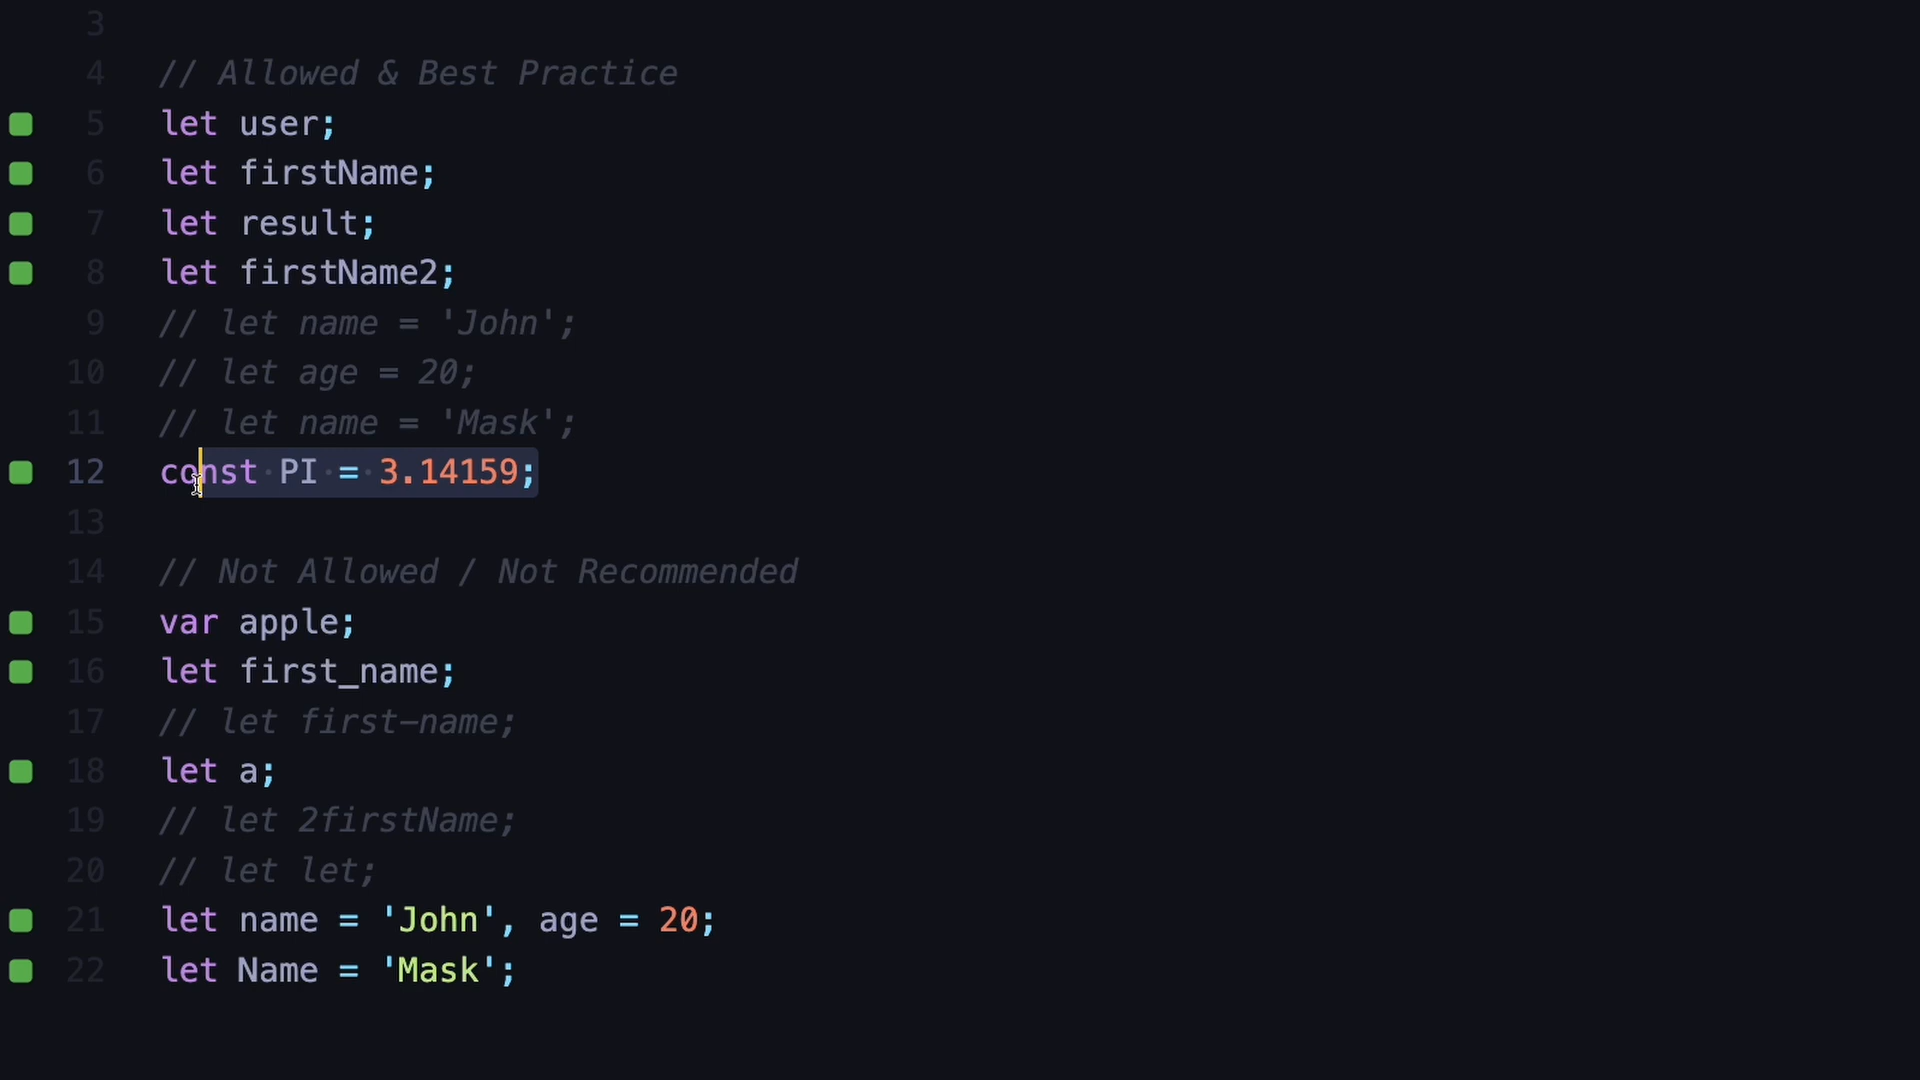 3
4 // Allowed & Best Practice
5 let user;
6 let firstName;
7 let result;
8 let firstName2;
9 // let name = 'John';
10 // let age = 20;
11 // let name = 'Mask';
12 const PI = 3.14159;
13
14 // Not Allowed / Not Recommended
15 var apple;
16 let first_name;
17 // let first-name;
18 let a;
19 // let 2firstName;
20 // let let;
21 let name = 'John', age = 20;
22 let Name = 'Mask';